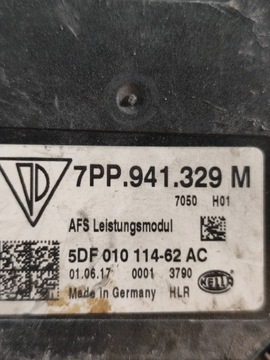 7PP.941.329 M
7050 H01
AFS Leistungsmodul
5DF 010 114-62 AC
01.06.17 0001 3790
Made in Germany HLR
HELLA